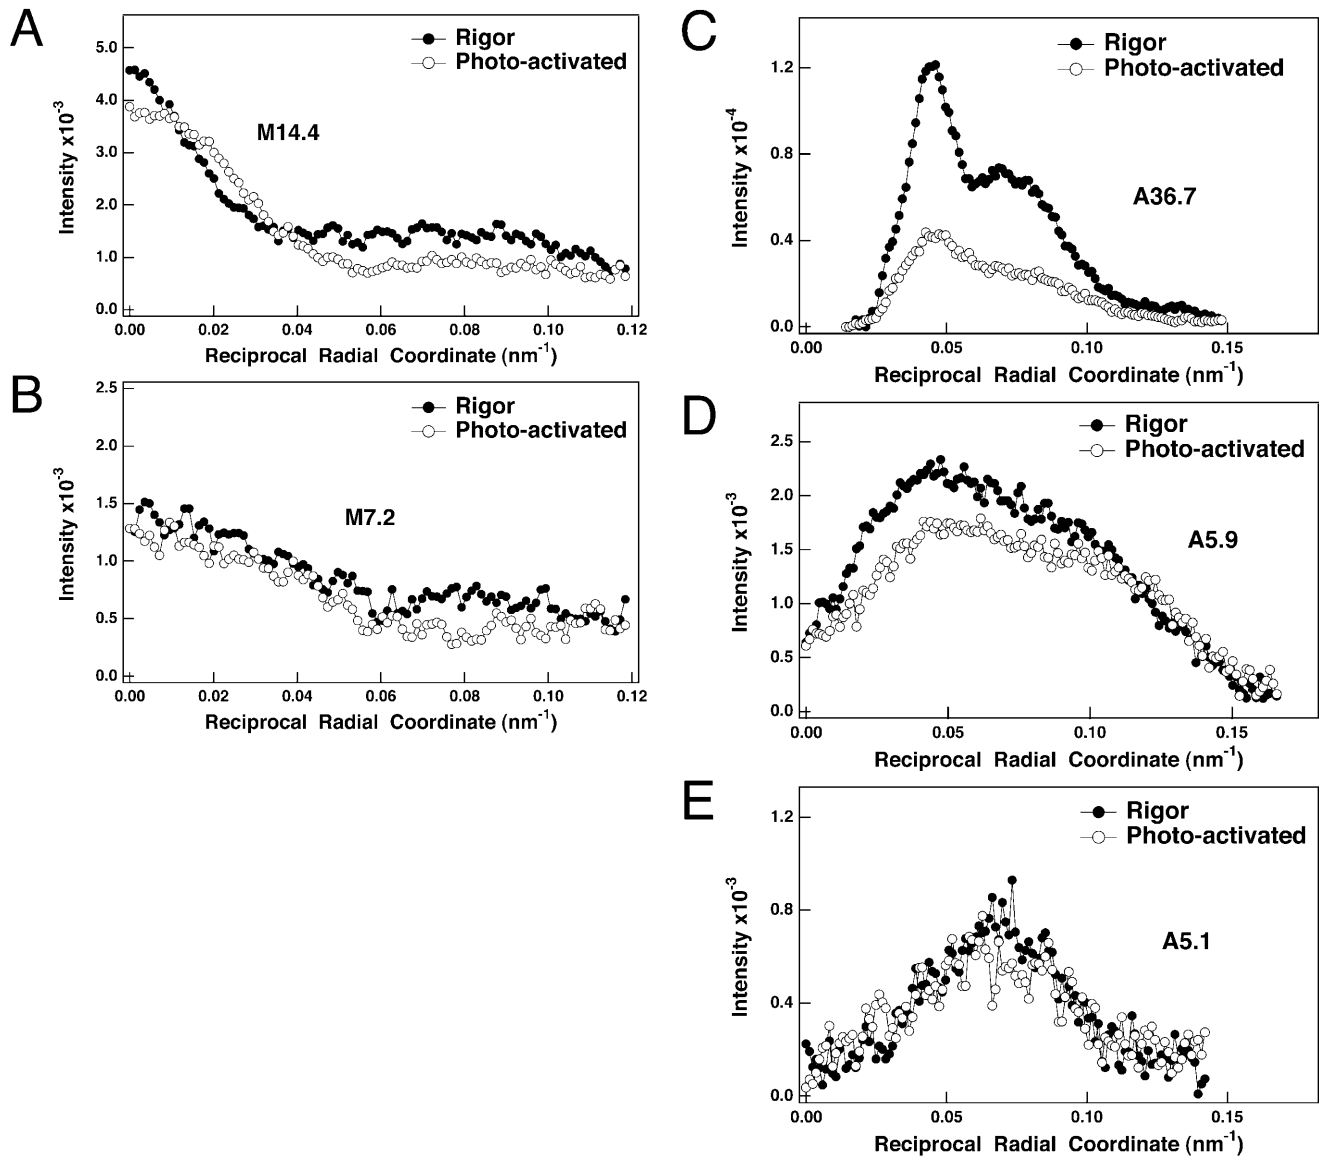 A
Rigor
Photo-activated
M14.4
Intensity x10-3
5.0
4.0
3.0
2.0
1.0
0.0
0.00 0.02 0.04 0.06 0.08 0.10 0.12
Reciprocal Radial Coordinate (nm-1)
B
Rigor
Photo-activated
M7.2
Intensity x10-3
2.5
2.0
1.5
1.0
0.5
0.0
0.00 0.02 0.04 0.06 0.08 0.10 0.12
Reciprocal Radial Coordinate (nm-1)
C
Rigor
Photo-activated
A36.7
Intensity x10-4
1.2
0.8
0.4
0.0
0.00 0.05 0.10 0.15
Reciprocal Radial Coordinate (nm-1)
D
Rigor
Photo-activated
A5.9
Intensity x10-3
2.5
2.0
1.5
1.0
0.5
0.0
0.00 0.05 0.10 0.15
Reciprocal Radial Coordinate (nm-1)
E
Rigor
Photo-activated
A5.1
Intensity x10-3
1.2
0.8
0.4
0.0
0.00 0.05 0.10 0.15
Reciprocal Radial Coordinate (nm-1)